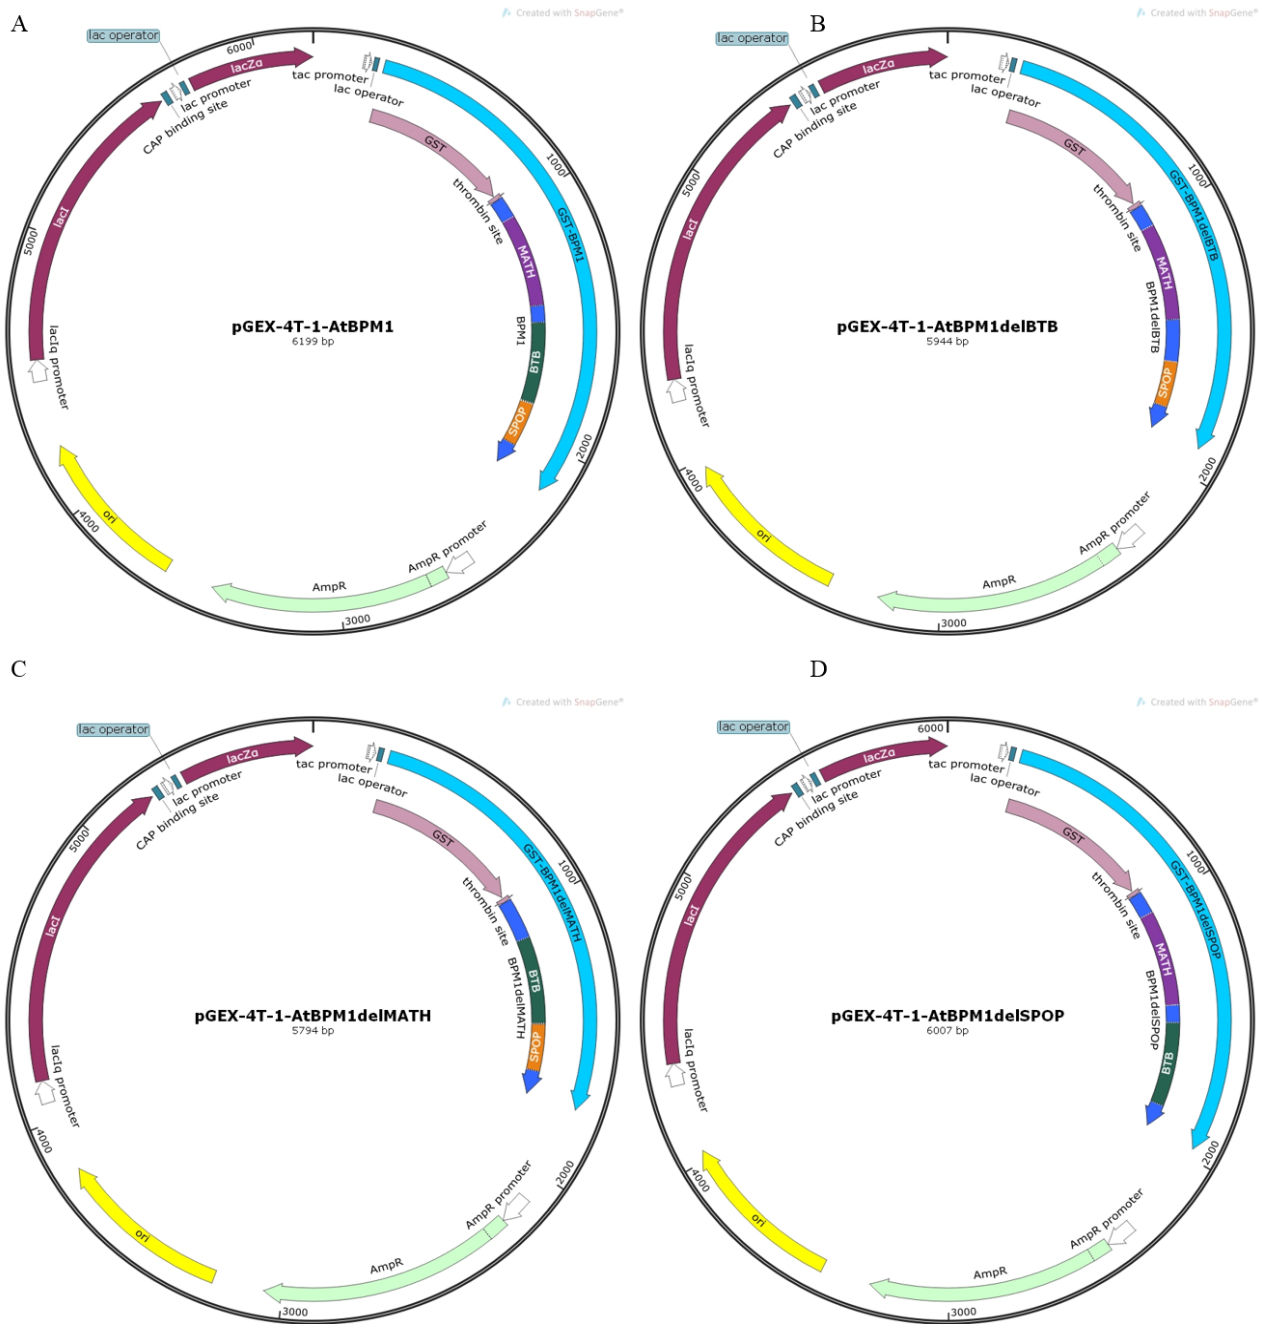 A
Created with SnapGene®
lac operator
6000
lacZα
tac promoter
lac operator
lac promoter
CAP binding site
GST
1000
thrombin site
GST-BPM1
lacI
5000
MATH
pGEX-4T-1-AtBPM1
6199 bp
BPM1
BTB
lacIq promoter
SPOP
2000
ori
4000
AmpR promoter
AmpR
3000
B
Created with SnapGene®
lac operator
lacZα
tac promoter
lac operator
lac promoter
CAP binding site
GST
1000
thrombin site
GST-BPM1delBTB
5000
lacI
MATH
pGEX-4T-1-AtBPM1delBTB
5944 bp
BPM1delBTB
lacIq promoter
SPOP
2000
4000
ori
AmpR promoter
AmpR
3000
C
Created with SnapGene®
lac operator
lacZα
tac promoter
lac operator
lac promoter
CAP binding site
5000
GST
1000
thrombin site
GST-BPM1delMATH
lacI
BTB
pGEX-4T-1-AtBPM1delMATH
5794 bp
BPM1delMATH
SPOP
lacIq promoter
4000
2000
ori
AmpR promoter
AmpR
3000
D
Created with SnapGene®
lac operator
6000
lacZα
tac promoter
lac operator
lac promoter
CAP binding site
GST
1000
thrombin site
GST-BPM1delSPOP
5000
lacI
MATH
pGEX-4T-1-AtBPM1delSPOP
6007 bp
BPM1delSPOP
BTB
lacIq promoter
2000
4000
ori
AmpR promoter
AmpR
3000